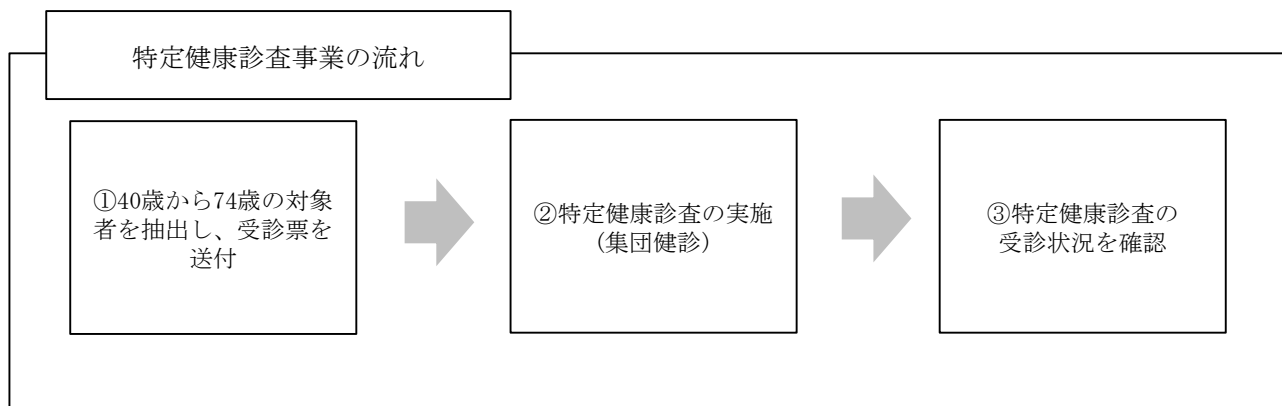 特定健康診査事業の流れ
①40歳から74歳の対象
者を抽出し、受診票を
送付
②特定健康診査の実施
(集団健診)
③特定健康診査の
受診状況を確認